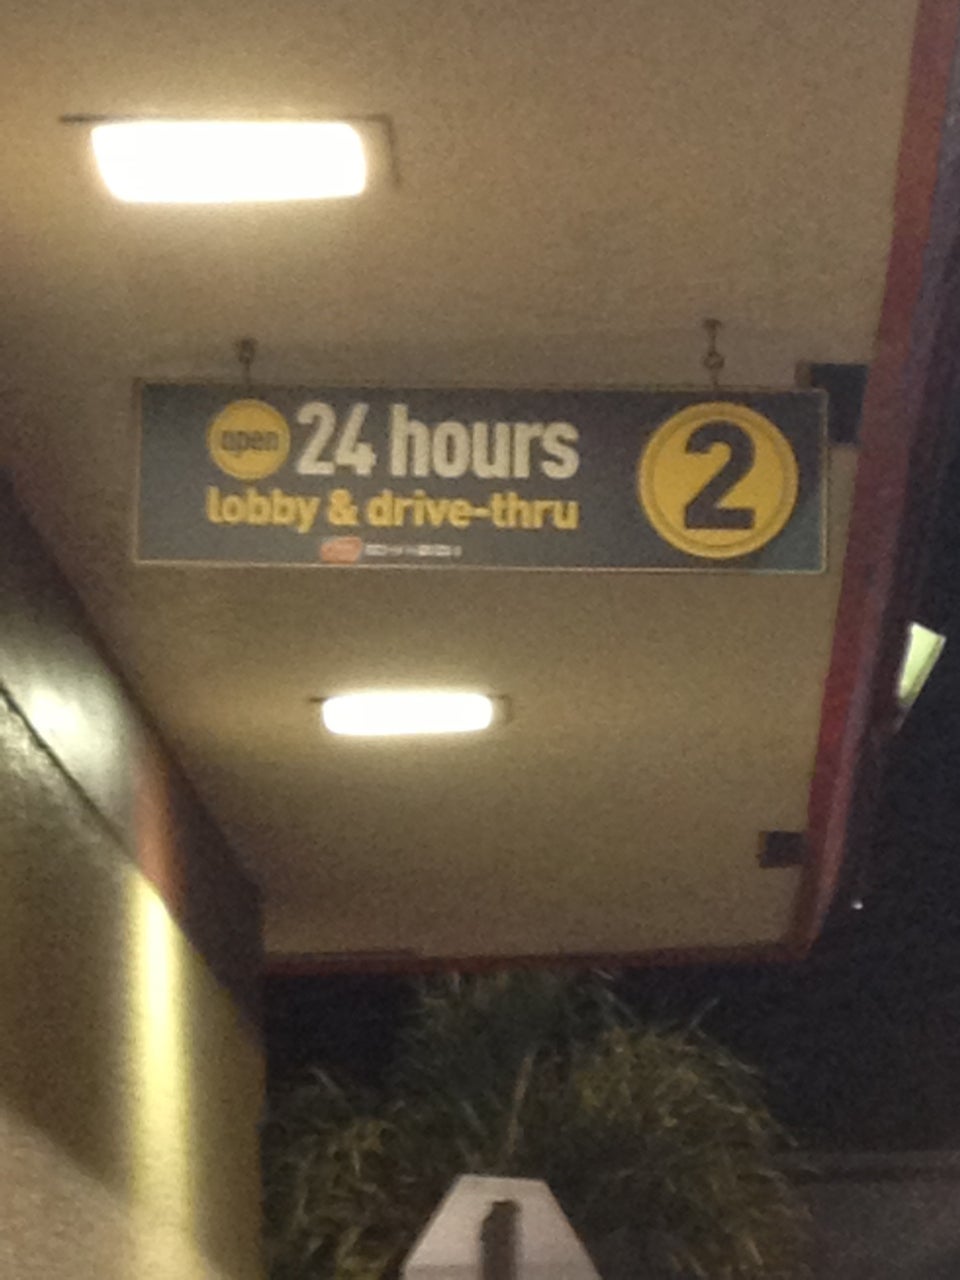 open 24 hours
lobby & drive-thru
2